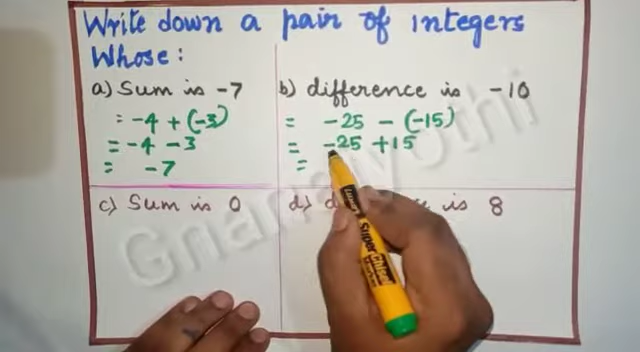 Write down a pair of integers
Whose:
a) Sum is -7
= -4 + (-3)
= -4 - 3
= -7
b) difference is -10
= -25 - (-15)
= -25 + 15
=
c) Sum is 0
d) is 8
Gnanajyothi
Super